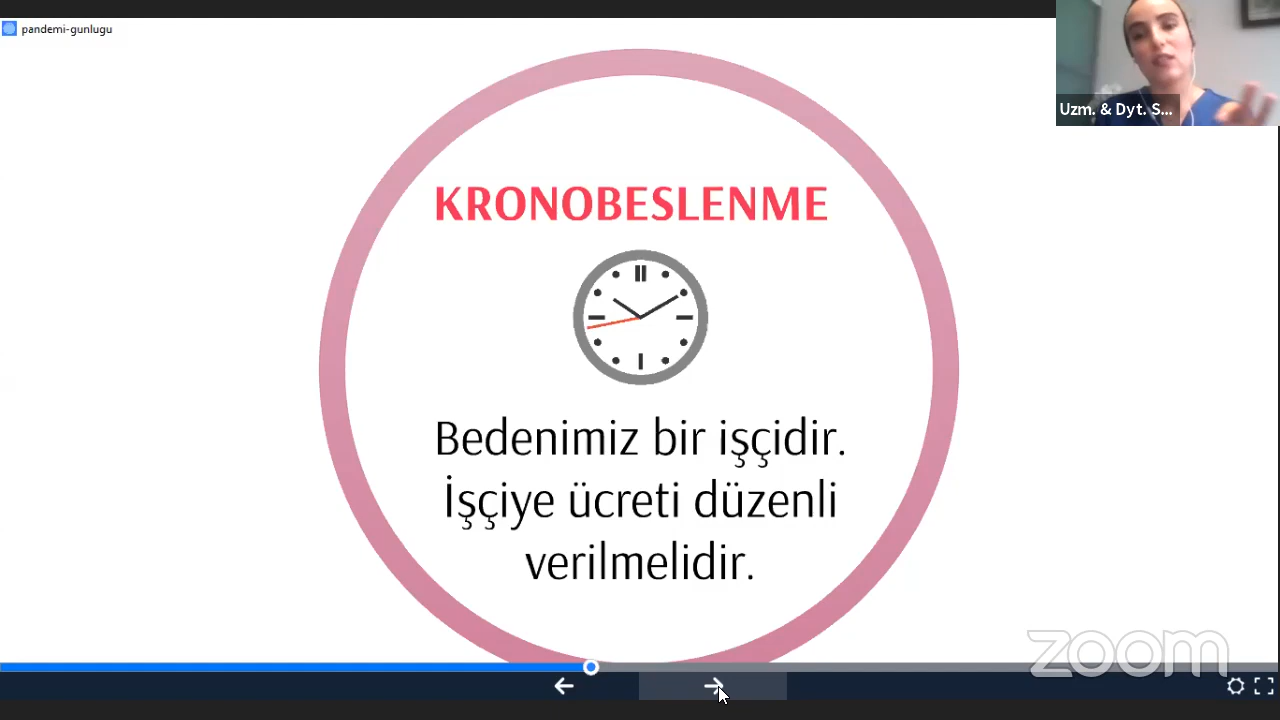 pandemi-gunlugu
Uzm. & Dyt. S...
KRONOBESLENME
Bedenimiz bir işçidir.
İşçiye ücreti düzenli
verilmelidir.
zoom